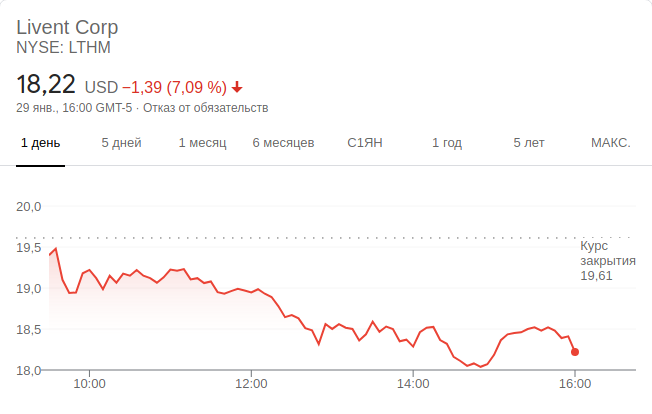 Livent Corp
NYSE: LTHM
18,22 USD −1,39 (7,09 %)
29 янв., 16:00 GMT-5 · Отказ от обязательств
1 день 5 дней 1 месяц 6 месяцев С1ЯН 1 год 5 лет МАКС.
20,0
19,5
19,0
18,5
18,0
Курс
закрытия
19,61
10:00 12:00 14:00 16:00